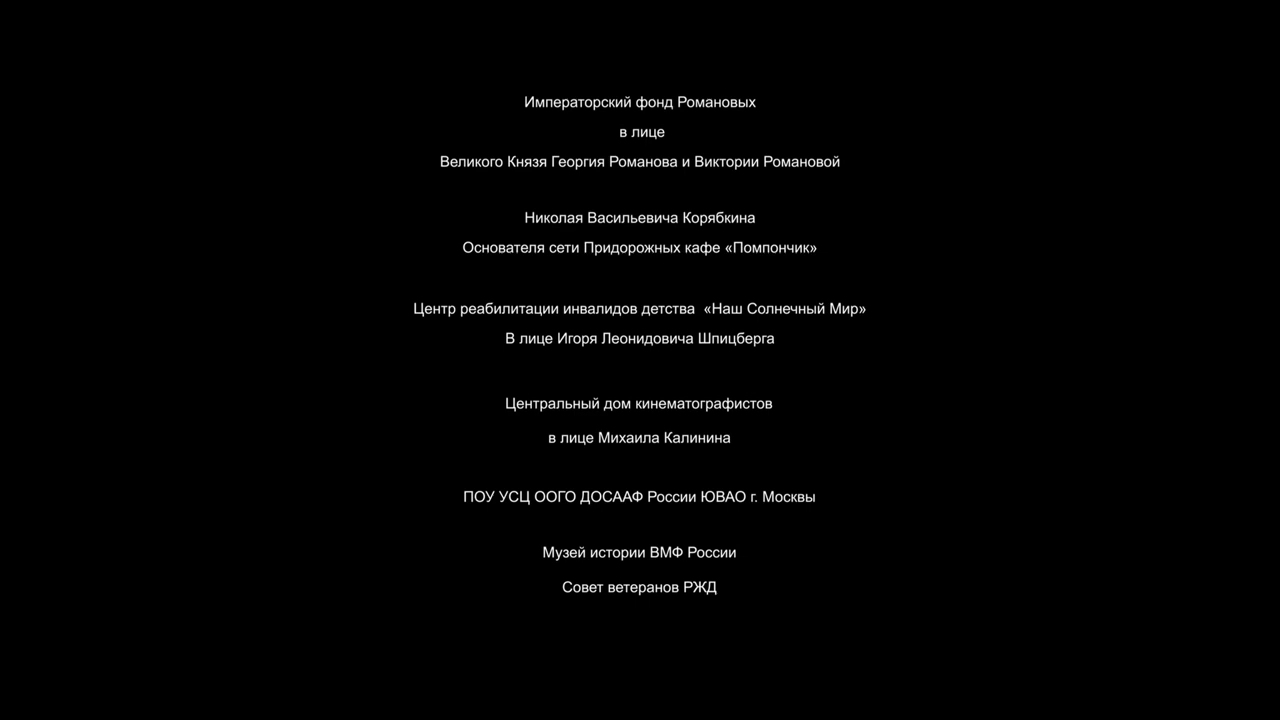 Императорский фонд Романовых
в лице
Великого Князя Георгия Романова и Виктории Романовой
Николая Васильевича Корябкина
Основателя сети Придорожных кафе «Помпончик»
Центр реабилитации инвалидов детства «Наш Солнечный Мир»
В лице Игоря Леонидовича Шпицберга
Центральный дом кинематографистов
в лице Михаила Калинина
ПОУ УСЦ ООГО ДОСААФ России ЮВАО г. Москвы
Музей истории ВМФ России
Совет ветеранов РЖД